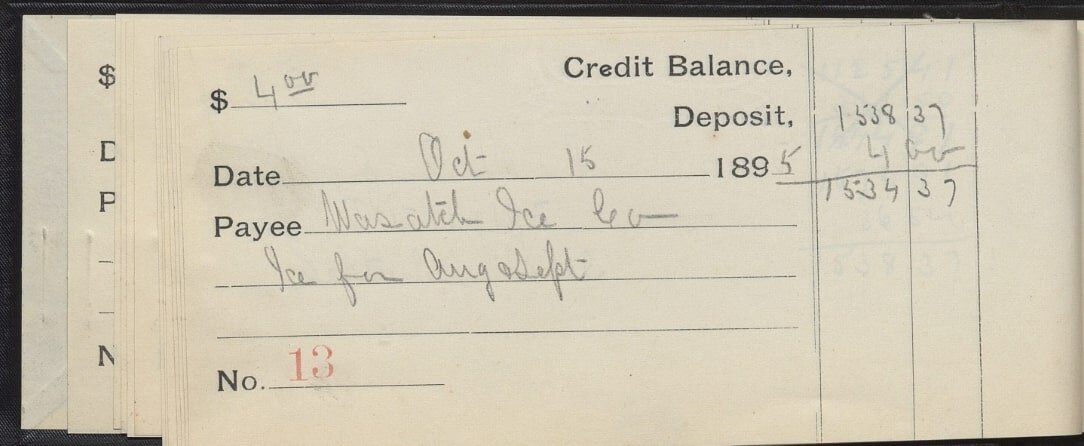 $ 4 00
Credit Balance,
Deposit, 1538 37
4 00
Date Oct 15 1895 1534 37
Payee Wasatch Ice Co
Ice for Aug & Sept
No. 13
$
D
P
N